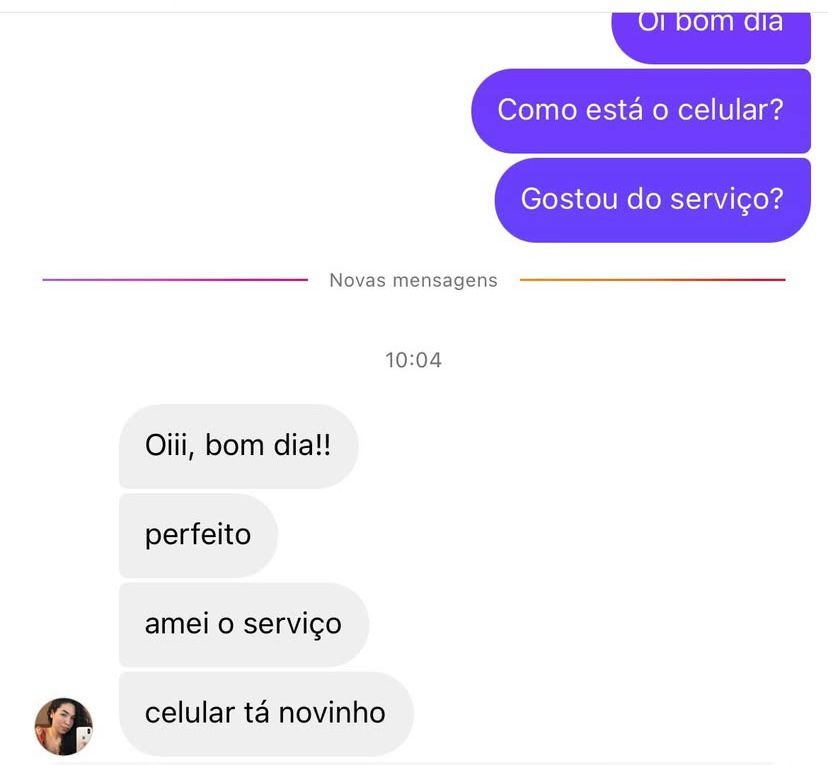 Oi bom dia
Como está o celular?
Gostou do serviço?
Novas mensagens
10:04
Oiii, bom dia!!
perfeito
amei o serviço
celular tá novinho